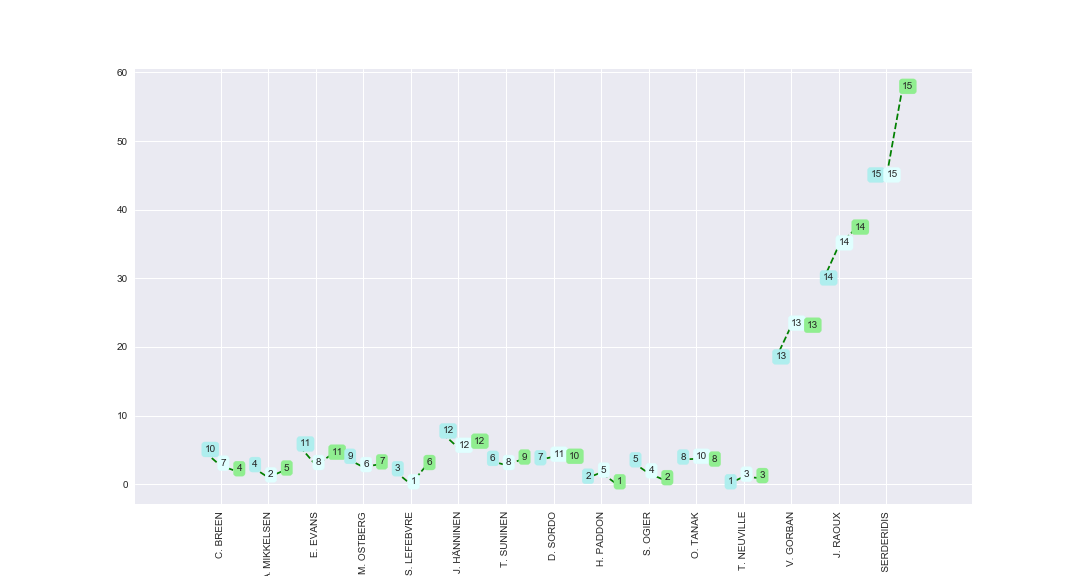 60
50
40
30
20
10
0
10 7 4
4 2 5
11 8 11
9 6 7
3 1 6
12 12 12
6 8 9
7 11 10
2 5 1
5 4 2
8 10 8
1 3 3
13 13 13
14 14 14
15 15 15
C. BREEN
MIKKELSEN
E. EVANS
M. OSTBERG
S. LEFEBVRE
J. HÄNNINEN
T. SUNINEN
D. SORDO
H. PADDON
S. OGIER
O. TANAK
T. NEUVILLE
V. GORBAN
J. RAOUX
SERDERIDIS